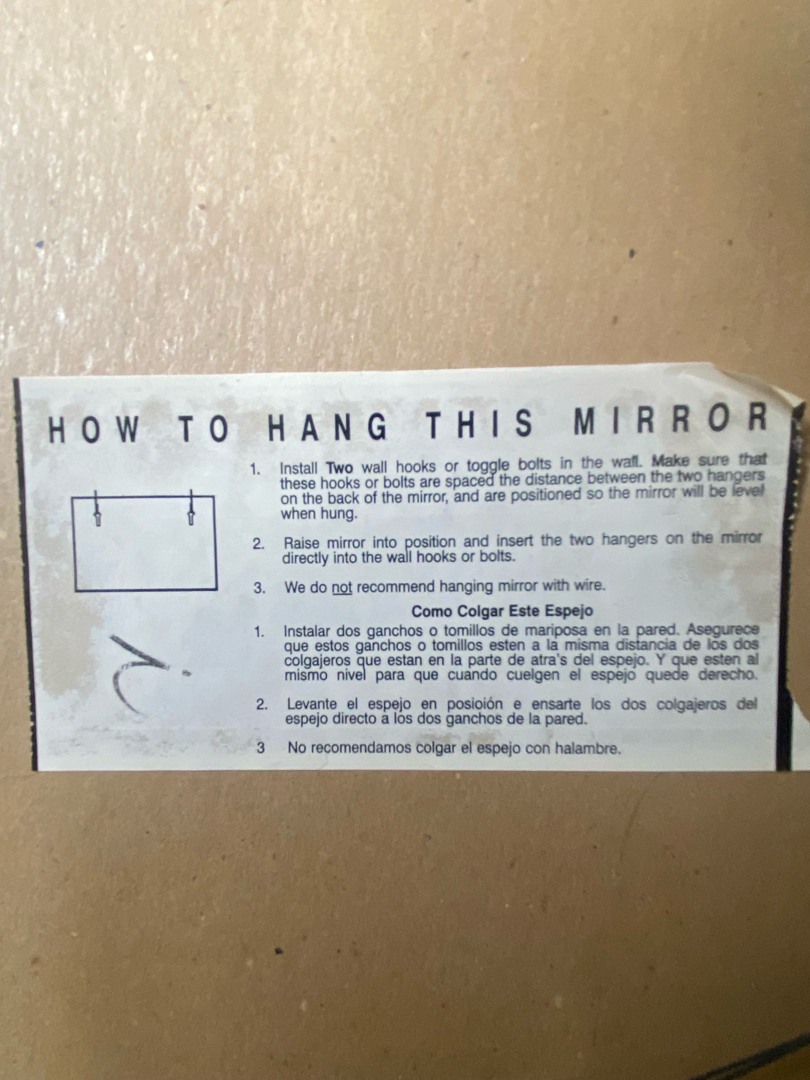 HOW TO HANG THIS MIRROR
1. Install Two wall hooks or toggle bolts in the wall. Make sure that
these hooks or bolts are spaced the distance between the two hangers
on the back of the mirror, and are positioned so the mirror will be level
when hung.
2. Raise mirror into position and insert the two hangers on the mirror
directly into the wall hooks or bolts.
3. We do not recommend hanging mirror with wire.
Como Colgar Este Espejo
1. Instalar dos ganchos o tomillos de mariposa en la pared. Asegurece
que estos ganchos o tomillos esten a la misma distancia de los dos
colgajeros que estan en la parte de atra's del espejo. Y que esten al
mismo nivel para que cuando cuelgen el espejo quede derecho.
2. Levante el espejo en posioión e ensarte los dos colgajeros del
espejo directo a los dos ganchos de la pared.
3 No recomendamos colgar el espejo con halambre.